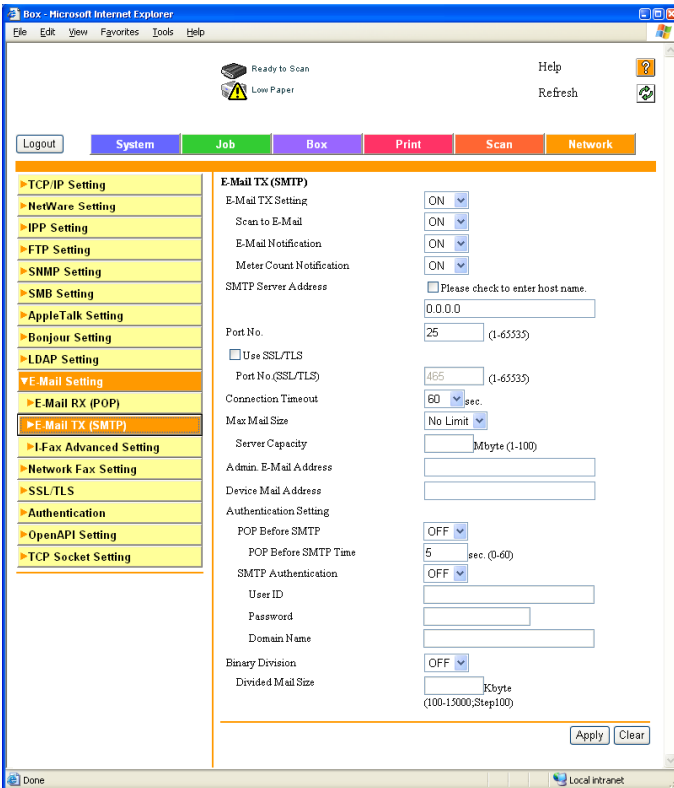 Box - Microsoft Internet Explorer
File Edit View Favorites Tools Help
Ready to Scan
Low Paper
Help
Refresh
Logout
System Job Box Print Scan Network
TCP/IP Setting
NetWare Setting
IPP Setting
FTP Setting
SNMP Setting
SMB Setting
AppleTalk Setting
Bonjour Setting
LDAP Setting
E-Mail Setting
E-Mail RX (POP)
E-Mail TX (SMTP)
I-Fax Advanced Setting
Network Fax Setting
SSL/TLS
Authentication
OpenAPI Setting
TCP Socket Setting
E-Mail TX (SMTP)
E-Mail TX Setting ON
Scan to E-Mail ON
E-Mail Notification ON
Meter Count Notification ON
SMTP Server Address Please check to enter host name.
0.0.0.0
Port No. 25 (1-65535)
Use SSL/TLS
Port No.(SSL/TLS) 465 (1-65535)
Connection Timeout 60 sec.
Max Mail Size No Limit
Server Capacity Mbyte (1-100)
Admin. E-Mail Address
Device Mail Address
Authentication Setting
POP Before SMTP OFF
POP Before SMTP Time 5 sec. (0-60)
SMTP Authentication OFF
User ID
Password
Domain Name
Binary Division OFF
Divided Mail Size Kbyte
(100-15000;Step100)
Apply Clear
Done Local intranet